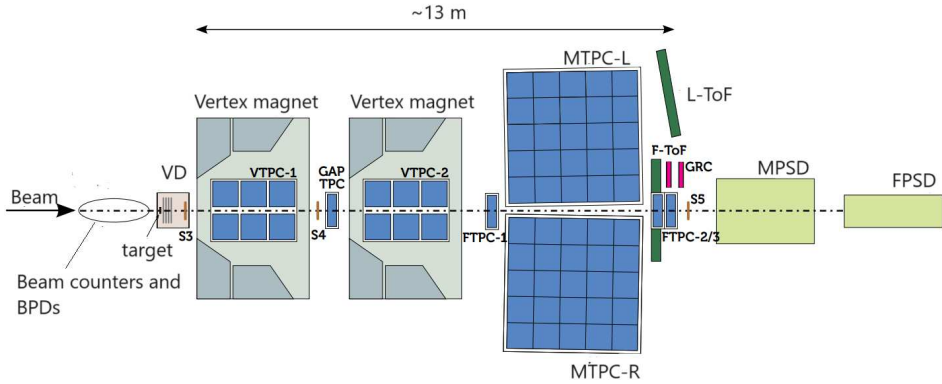 ~13 m
MTPC-L
L-ToF
Vertex magnet
Vertex magnet
F-ToF
GRC
MPSD
FPSD
VD
VTPC-1
GAP
TPC
VTPC-2
Beam
S5
S3
S4
FTPC-1
FTPC-2/3
target
Beam counters and
BPDs
MTPC-R